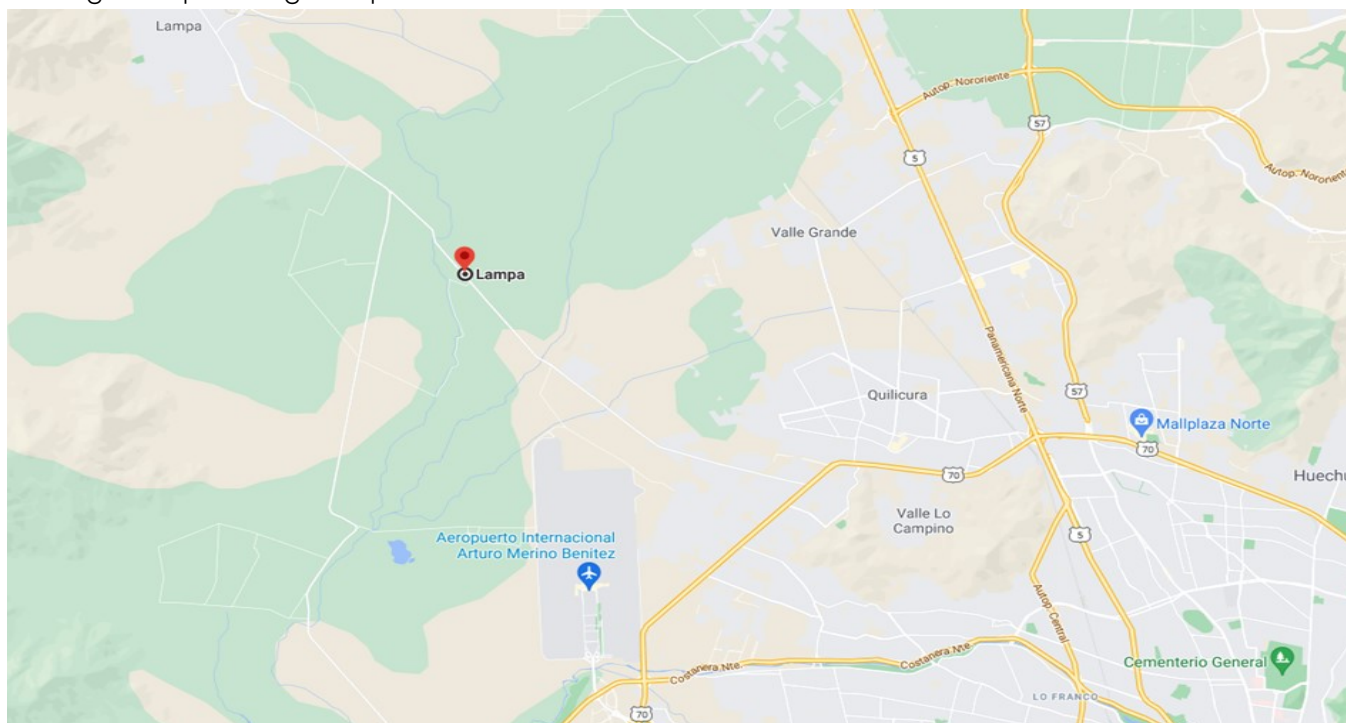 Lampa
Autop. Nororiente
57
5
Autop. Nororiente
Valle Grande
Lampa
Panamericana Norte
Quilicura
57
Mallplaza Norte
70
70
Huechu
Valle Lo
Campino
5
Aeropuerto Internacional
Arturo Merino Benitez
Autop. Central
Costanera Nte.
Costanera Nte.
Cementerio General
LO FRANCO
70